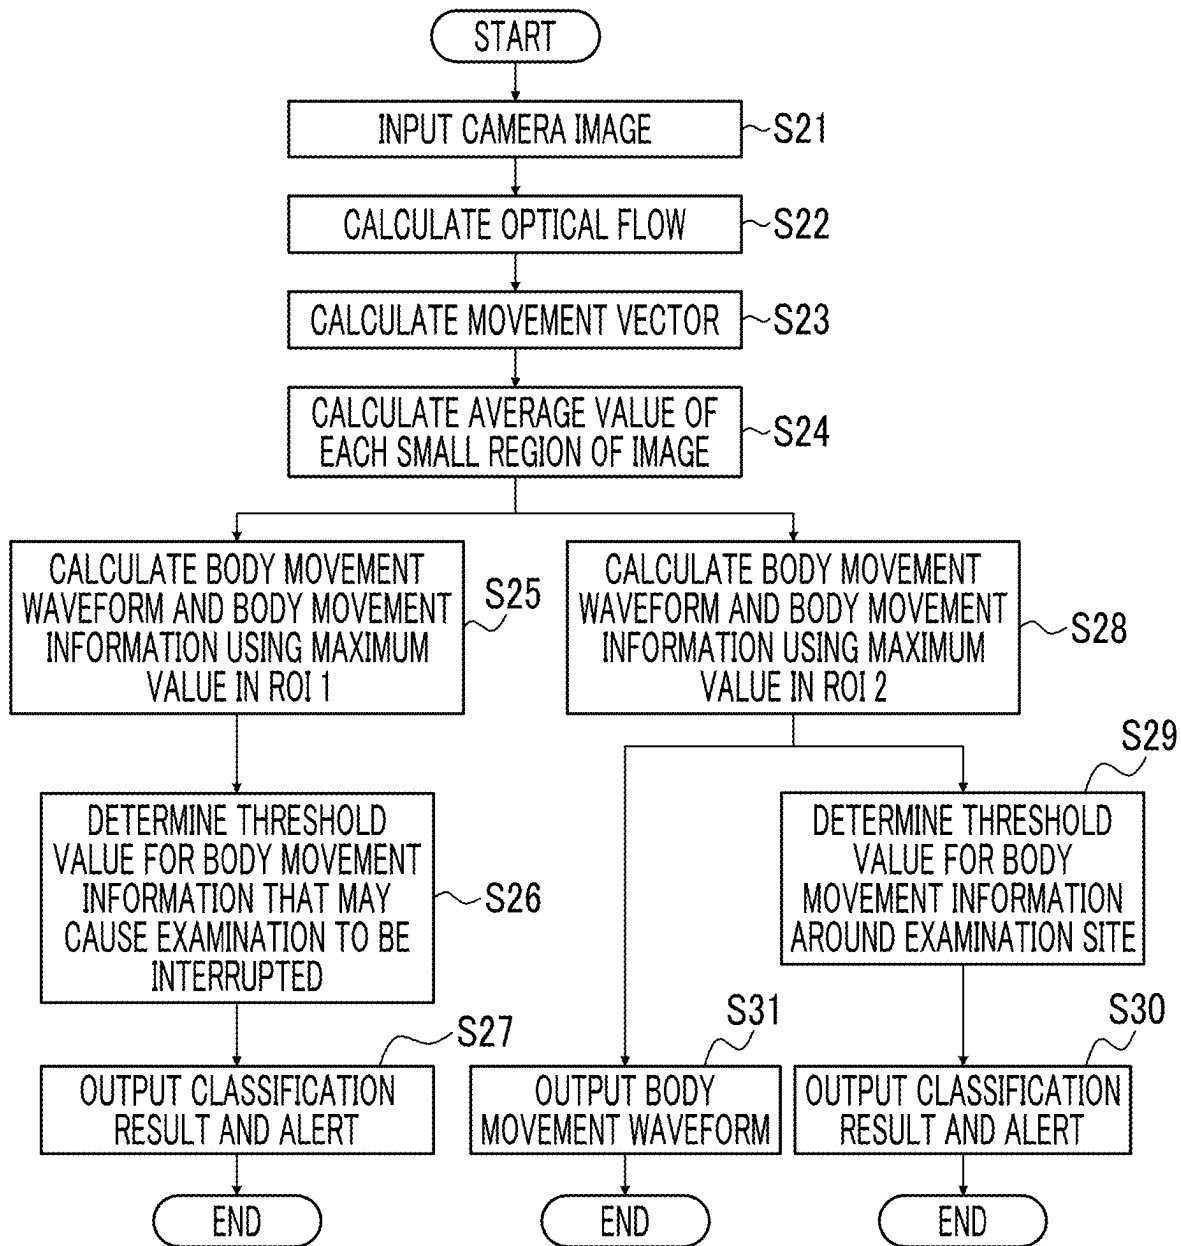 START
INPUT CAMERA IMAGE
S21
CALCULATE OPTICAL FLOW
S22
CALCULATE MOVEMENT VECTOR
S23
CALCULATE AVERAGE VALUE OF
EACH SMALL REGION OF IMAGE
S24
CALCULATE BODY MOVEMENT
WAVEFORM AND BODY MOVEMENT
INFORMATION USING MAXIMUM
VALUE IN ROI 1
S25
CALCULATE BODY MOVEMENT
WAVEFORM AND BODY MOVEMENT
INFORMATION USING MAXIMUM
VALUE IN ROI 2
S28
DETERMINE THRESHOLD
VALUE FOR BODY MOVEMENT
INFORMATION THAT MAY
CAUSE EXAMINATION TO BE
INTERRUPTED
S26
S29
DETERMINE THRESHOLD
VALUE FOR BODY
MOVEMENT INFORMATION
AROUND EXAMINATION SITE
S27
OUTPUT CLASSIFICATION
RESULT AND ALERT
S31
OUTPUT BODY
MOVEMENT WAVEFORM
S30
OUTPUT CLASSIFICATION
RESULT AND ALERT
END
END
END